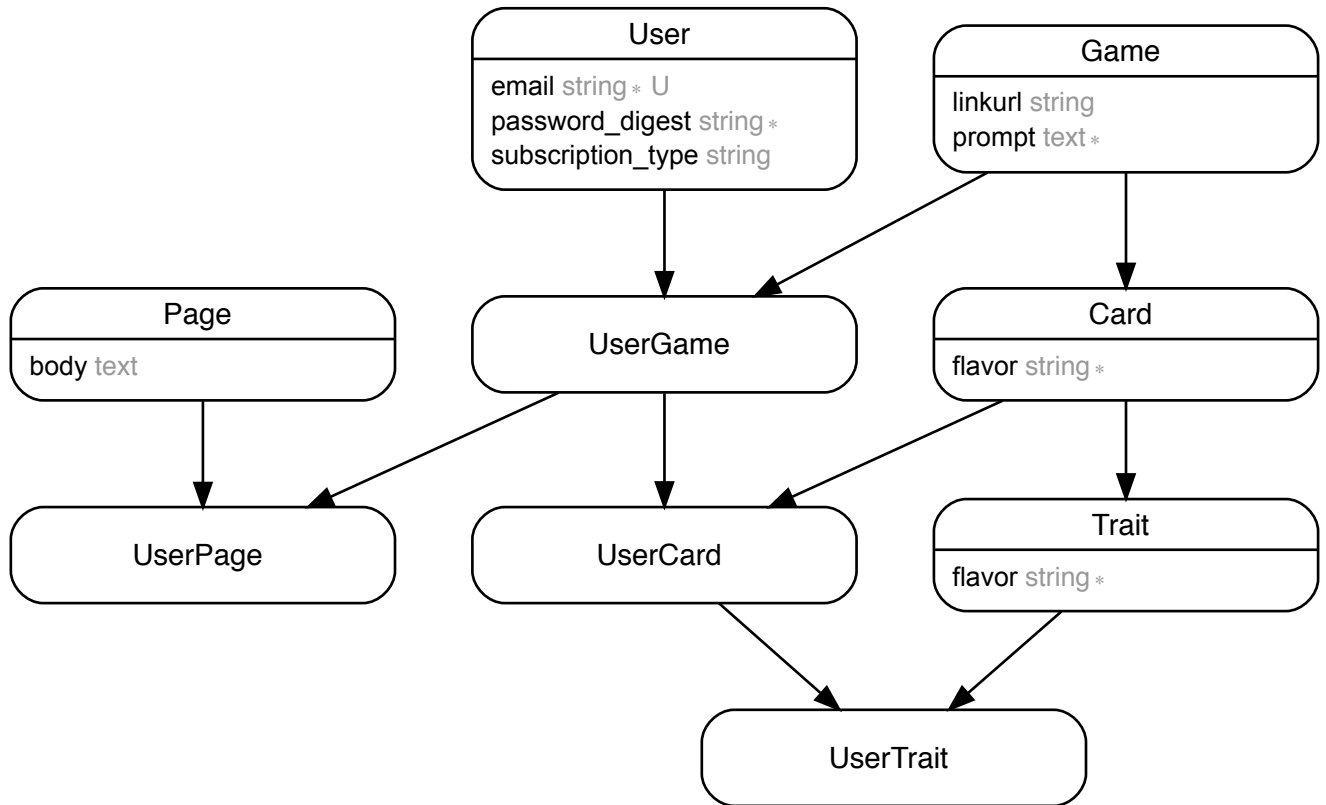 User
email string * U
password_digest string *
subscription_type string
Game
linkurl string
prompt text *
Page
body text
UserGame
Card
flavor string *
UserPage
UserCard
Trait
flavor string *
UserTrait